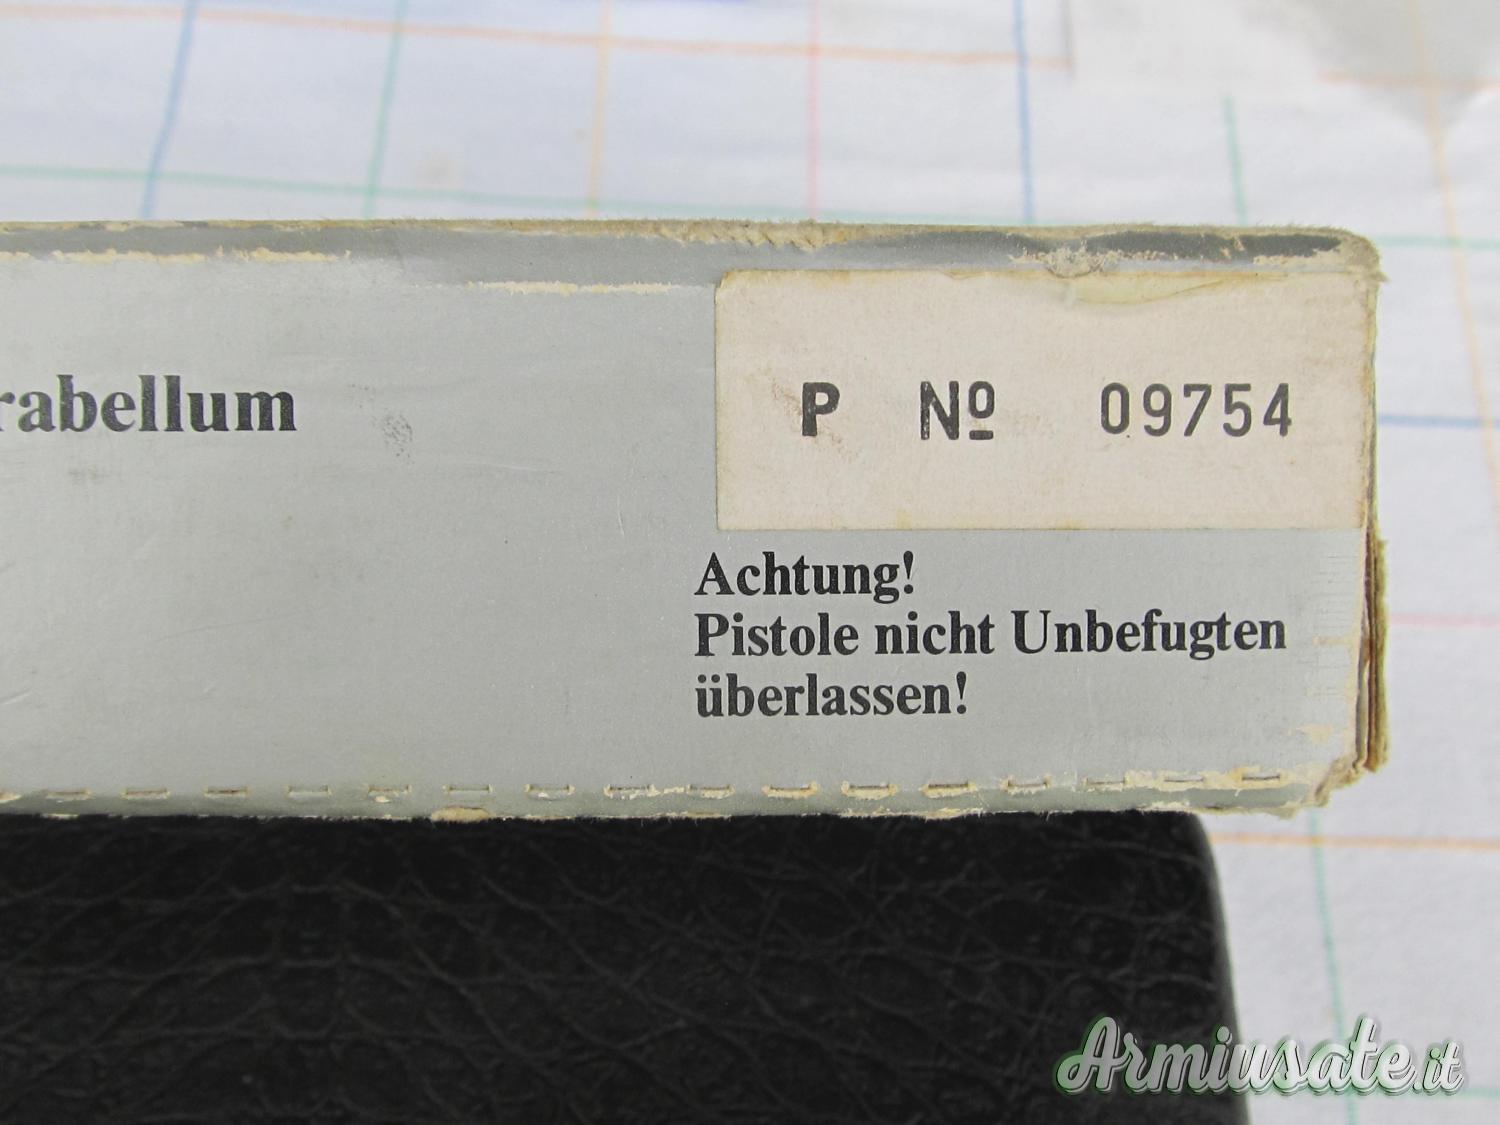 rabellum
P Nº 09754
Achtung!
Pistole nicht Unbefugten
überlassen!
Armiusate.it